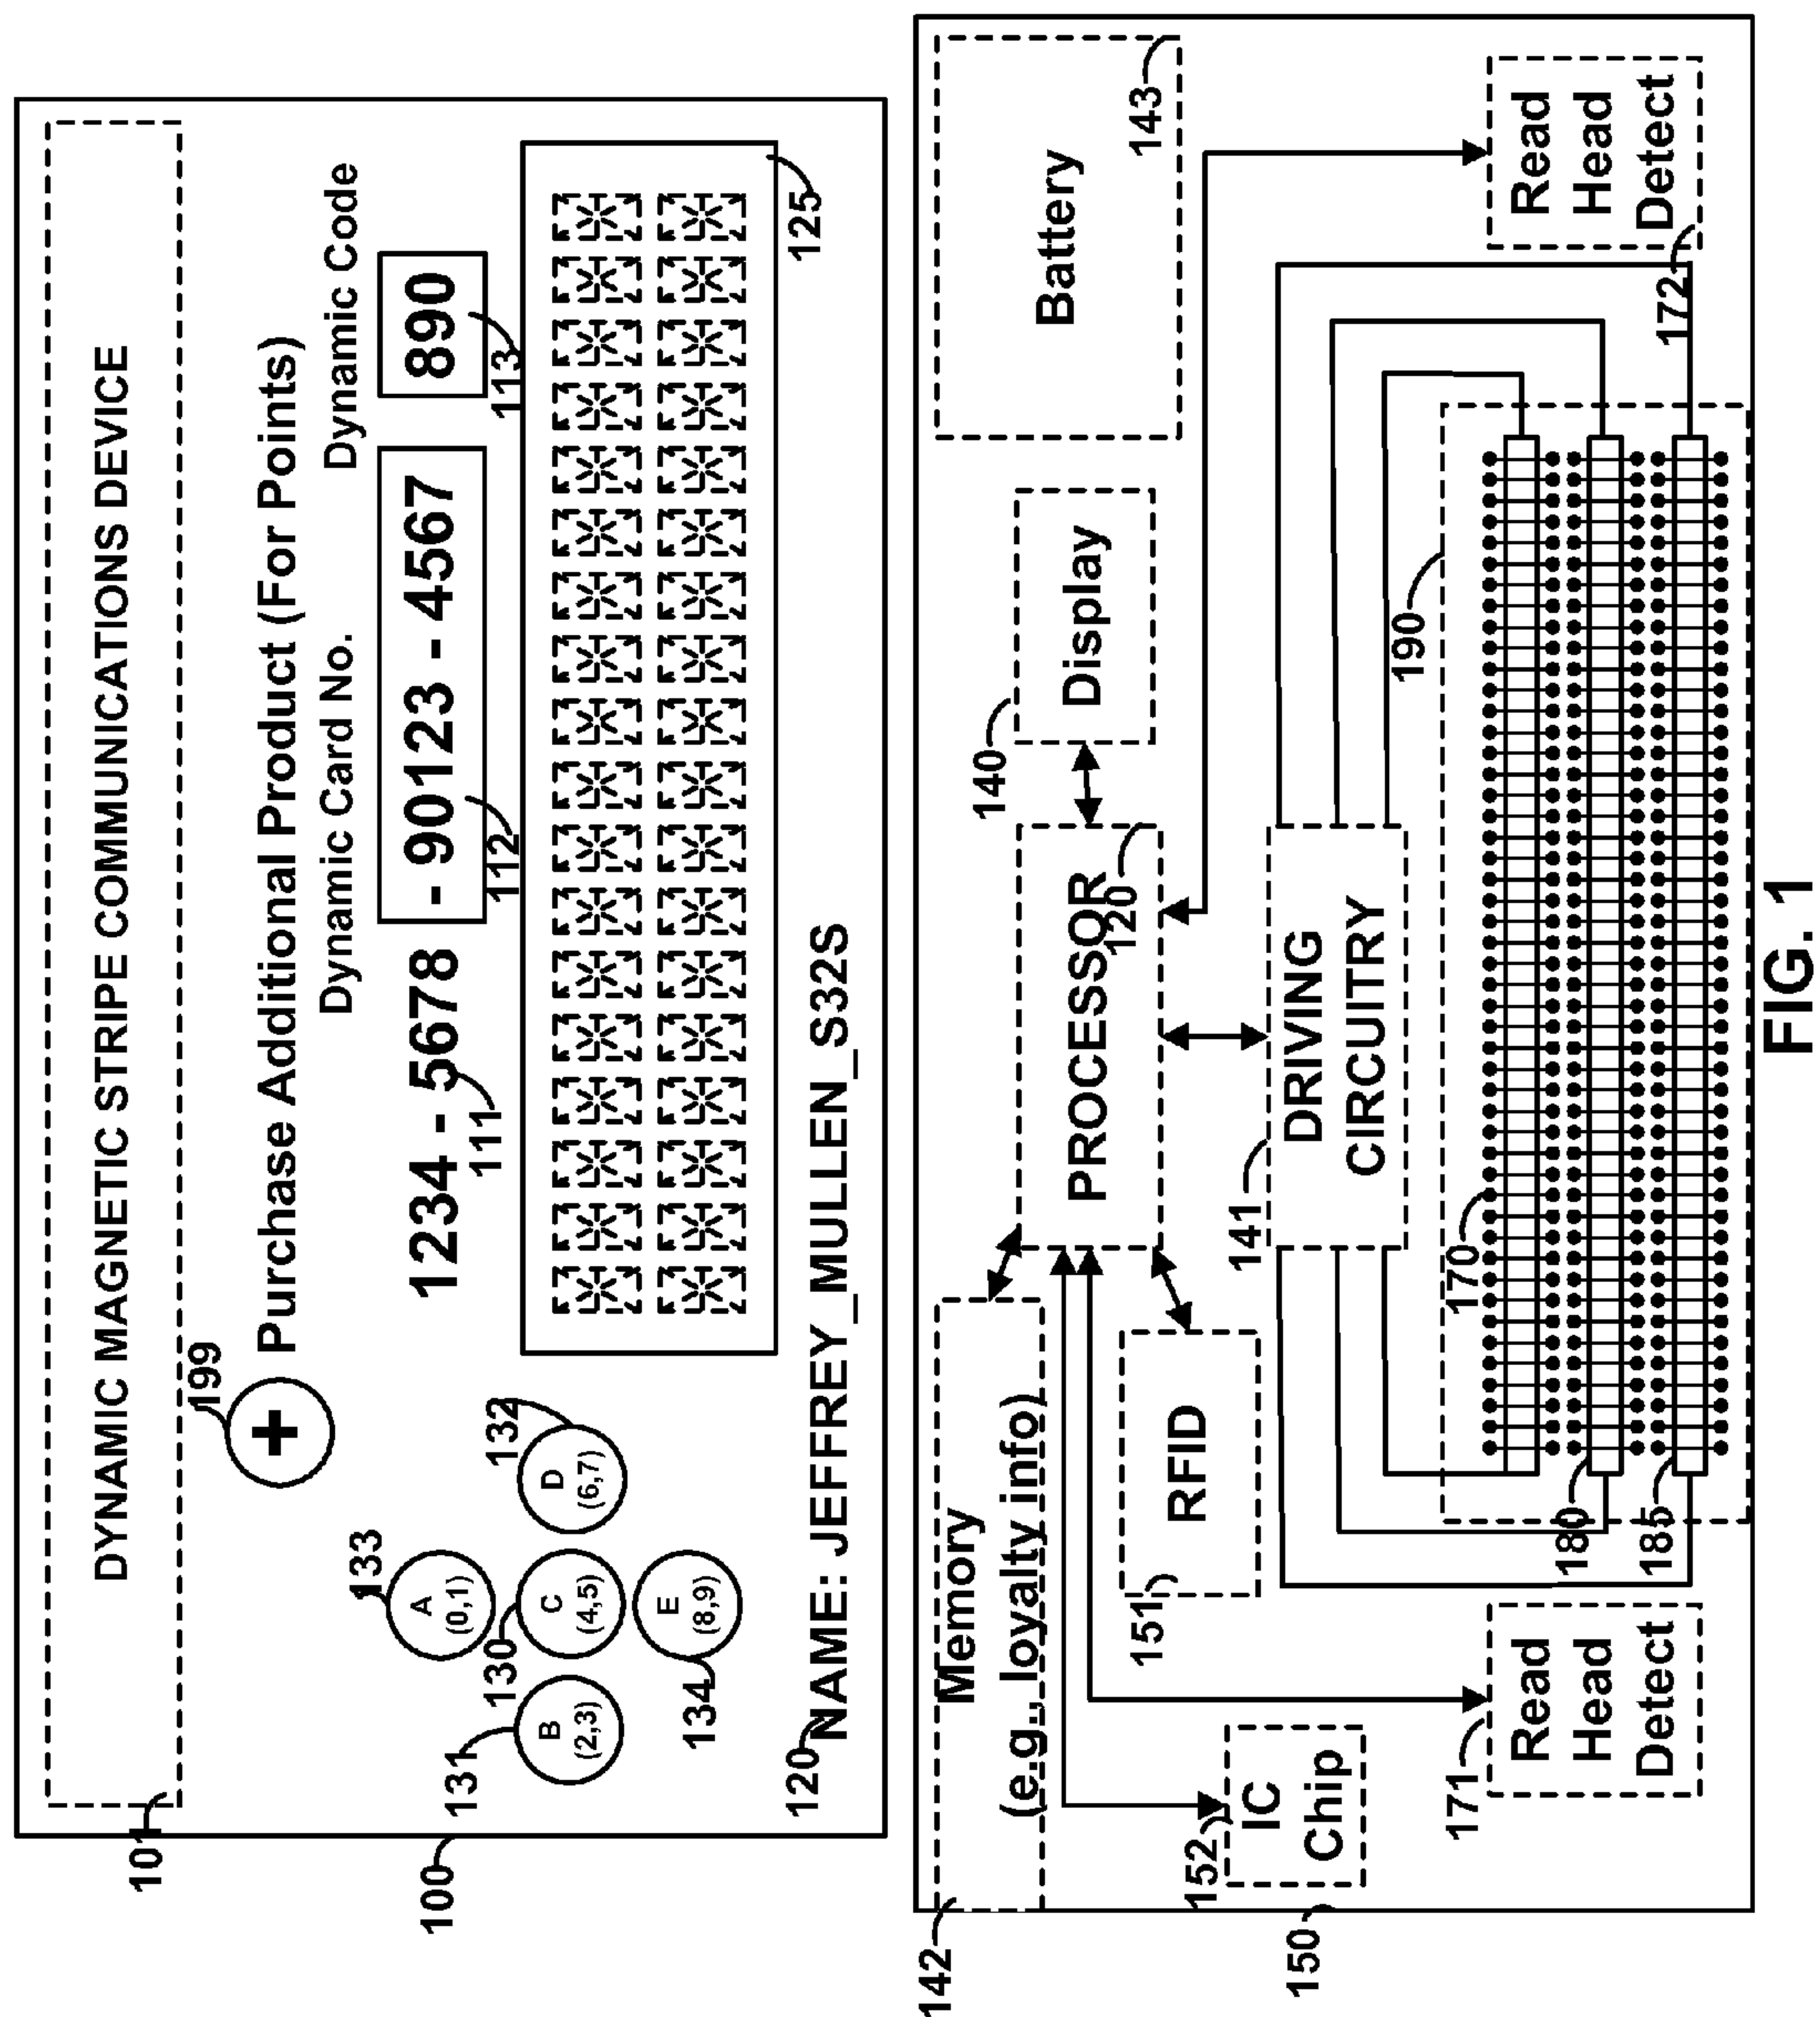 101
DYNAMIC MAGNETIC STRIPE COMMUNICATIONS DEVICE
199
+ Purchase Additional Product (For Points)
Dynamic Card No.
Dynamic Code
133
A
(0,1)
1234 - 5678
- 90123 - 4567
890
111
112
113
131
B
(2,3)
130
C
(4,5)
132
D
(6,7)
134
E
(8,9)
125
120
NAME: JEFFREY_MULLEN_S32S
100
142
Memory
(e.g., loyalty info)
140
Display
Battery
143
PROCESSOR
120
151
RFID
152
IC
Chip
150
141
DRIVING
CIRCUITRY
190
170
180
185
171
Read
Head
Detect
172
Read
Head
Detect
FIG. 1